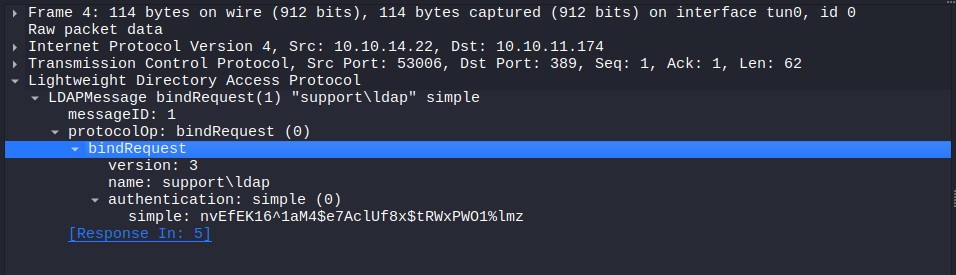 Frame 4: 114 bytes on wire (912 bits), 114 bytes captured (912 bits) on interface tun0, id 0
Raw packet data
Internet Protocol Version 4, Src: 10.10.14.22, Dst: 10.10.11.174
Transmission Control Protocol, Src Port: 53006, Dst Port: 389, Seq: 1, Ack: 1, Len: 62
Lightweight Directory Access Protocol
LDAPMessage bindRequest(1) "support\ldap" simple
messageID: 1
protocolOp: bindRequest (0)
bindRequest
version: 3
name: support\ldap
authentication: simple (0)
simple: nvEfEK16^1aM4$e7AclUf8x$tRWxPWO1%lmz
[Response In: 5]